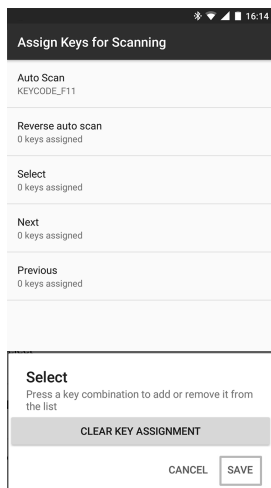 16:14
Assign Keys for Scanning
Auto Scan
KEYCODE_F11
Reverse auto scan
0 keys assigned
Select
0 keys assigned
Next
0 keys assigned
Previous
0 keys assigned
Select
Press a key combination to add or remove it from
the list
CLEAR KEY ASSIGNMENT
CANCEL SAVE